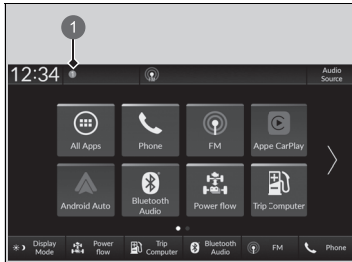 1
12:34
Audio
Source
All Apps
Phone
FM
Appe CarPlay
Android Auto
Bluetooth
Audio
Power flow
Trip Computer
Display
Mode
Power
flow
Trip
Computer
Bluetooth
Audio
FM
Phone